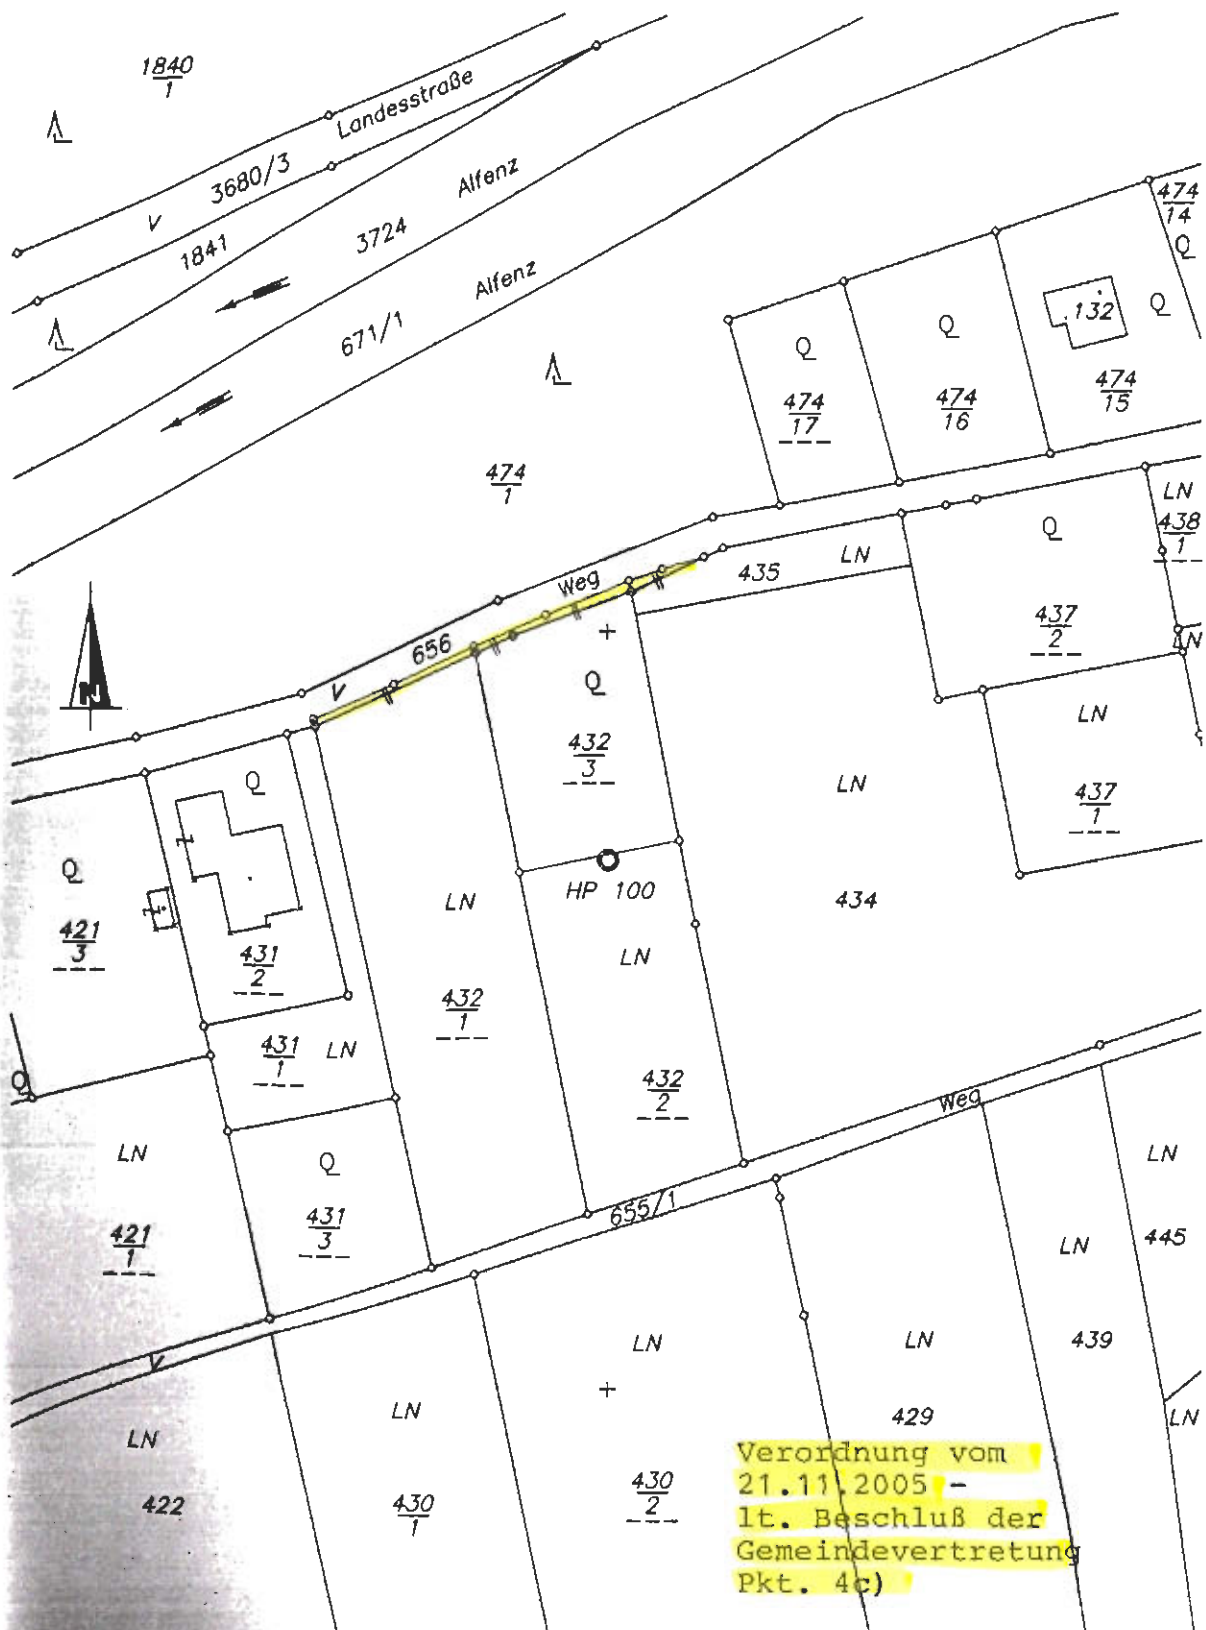 1840
1
Landesstraße
V
3680/3
Alfenz
3724
1841
Alfenz
671/1
474
14
Q
.132
Q
Q
Q
474
17
474
16
474
15
474
1
LN
438
1
Q
435
LN
Weg
656
V
437
2
LN
N
Q
432
3
LN
LN
437
1
Q
Q
421
3
431
2
LN
HP 100
434
LN
432
1
431
1
LN
432
2
Q
Weg
LN
Q
431
3
655/1
LN
421
1
LN
445
V
LN
LN
439
LN
LN
429
LN
422
430
1
430
2
Verordnung vom
21.11.2005 -
lt. Beschluß der
Gemeindevertretung
Pkt. 4c)